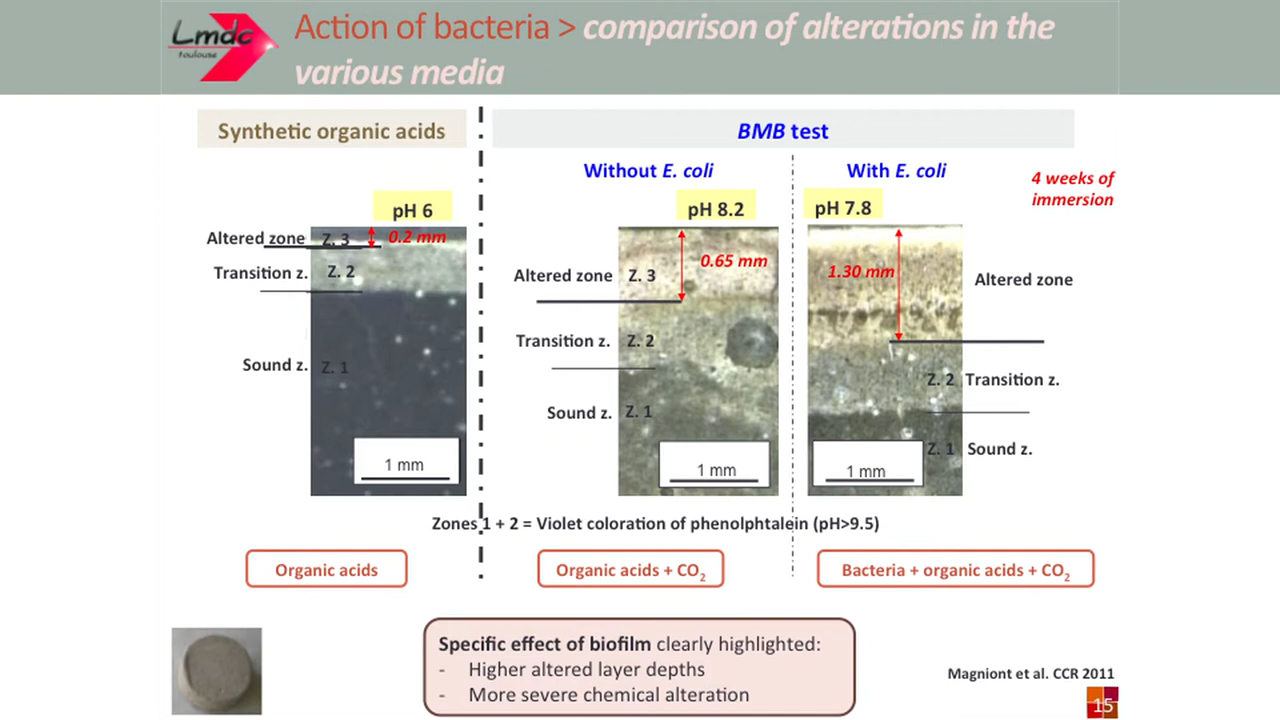 Lmdc
toulouse
Action of bacteria > comparison of alterations in the
various media
Synthetic organic acids
BMB test
Without E. coli
With E. coli
4 weeks of
immersion
pH 6
pH 8.2
pH 7.8
Altered zone
Z. 3
0.2 mm
Transition z.
Z. 2
Sound z.
Z. 1
1 mm
Altered zone
Z. 3
0.65 mm
Transition z.
Z. 2
Sound z.
Z. 1
1 mm
1.30 mm
Altered zone
Z. 2
Transition z.
Z. 1
Sound z.
1 mm
Zones 1 + 2 = Violet coloration of phenolphtalein (pH>9.5)
Organic acids
Organic acids + CO2
Bacteria + organic acids + CO2
Specific effect of biofilm clearly highlighted:
- Higher altered layer depths
- More severe chemical alteration
Magniont et al. CCR 2011
15